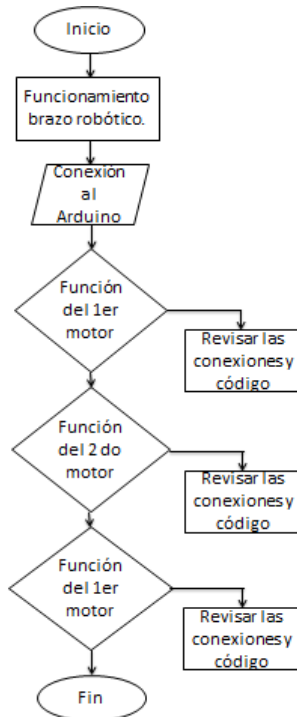 Inicio
Funcionamiento
brazo robótico.
Conexión
al
Arduino
Función
del 1er
motor
Revisar las
conexiones y
código
Función
del 2 do
motor
Revisar las
conexiones y
código
Función
del 1er
motor
Revisar las
conexiones y
código
Fin